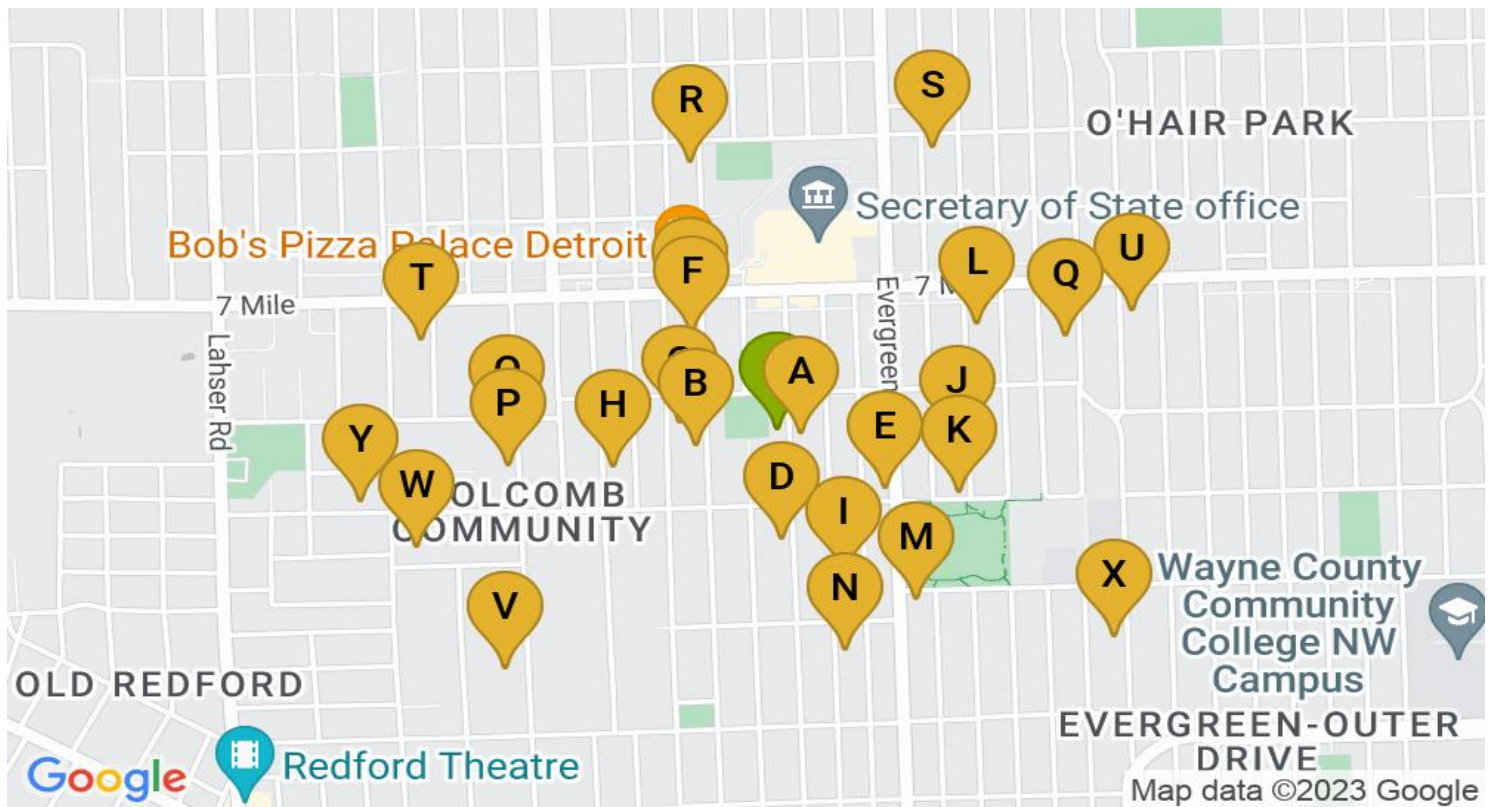 S
R
O'HAIR PARK
Secretary of State office
Bob's Pizza Palace Detroit
U
L
F
Q
T
7 Mile
7 M
Evergreen
Lahser Rd
A
J
B
P
H
E
K
Y
D
W
OLCOMB
COMMUNITY
I
M
X
N
V
Wayne County
Community
College NW
Campus
OLD REDFORD
EVERGREEN-OUTER
DRIVE
Redford Theatre
Google
Map data ©2023 Google